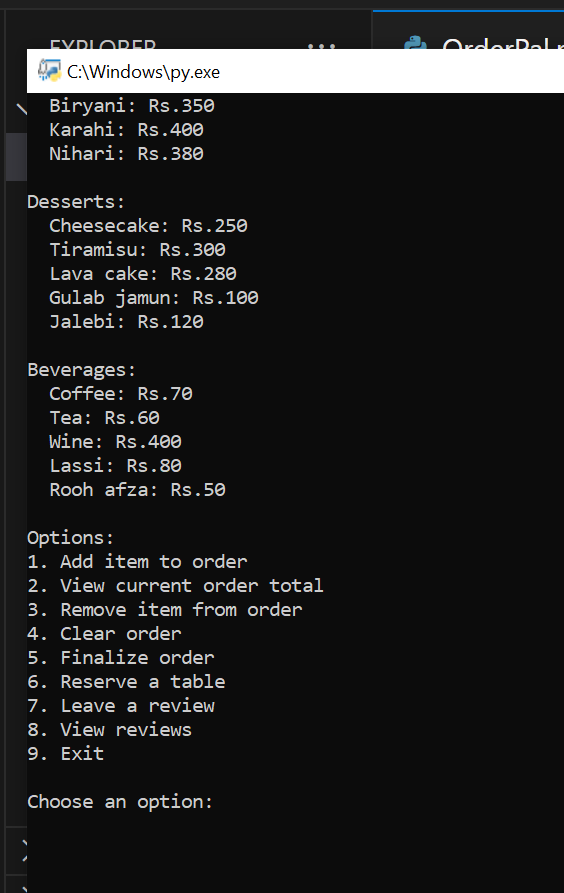 EXPLORER
OrderPal
C:\Windows\py.exe
Biryani: Rs.350
Karahi: Rs.400
Nihari: Rs.380
Desserts:
Cheesecake: Rs.250
Tiramisu: Rs.300
Lava cake: Rs.280
Gulab jamun: Rs.100
Jalebi: Rs.120
Beverages:
Coffee: Rs.70
Tea: Rs.60
Wine: Rs.400
Lassi: Rs.80
Rooh afza: Rs.50
Options:
1. Add item to order
2. View current order total
3. Remove item from order
4. Clear order
5. Finalize order
6. Reserve a table
7. Leave a review
8. View reviews
9. Exit
Choose an option: